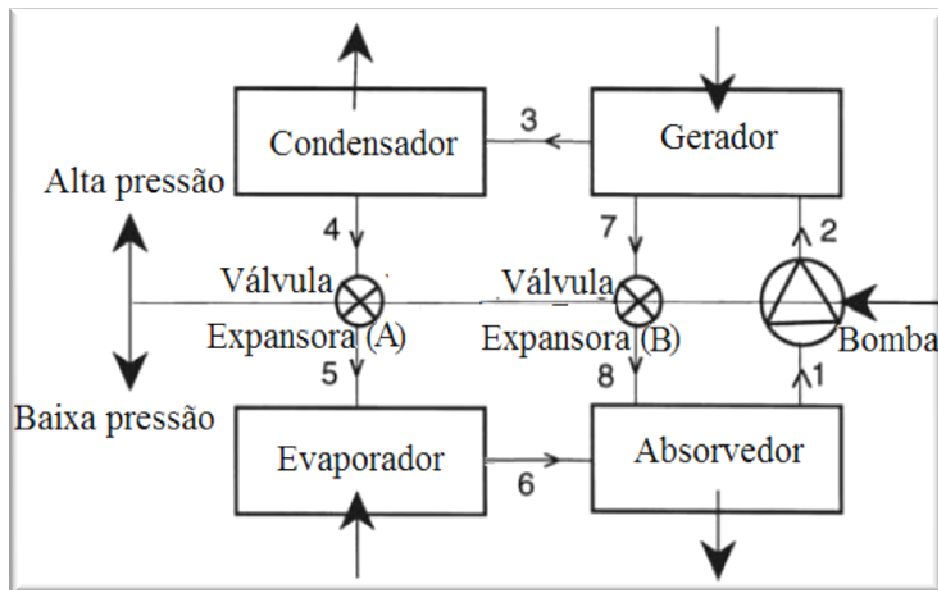 Condensador
3
Gerador
Alta pressão
4
7
2
Válvula
Válvula
Expansora (A)
Expansora (B)
Bomba
5
8
1
Baixa pressão
Evaporador
6
Absorvedor